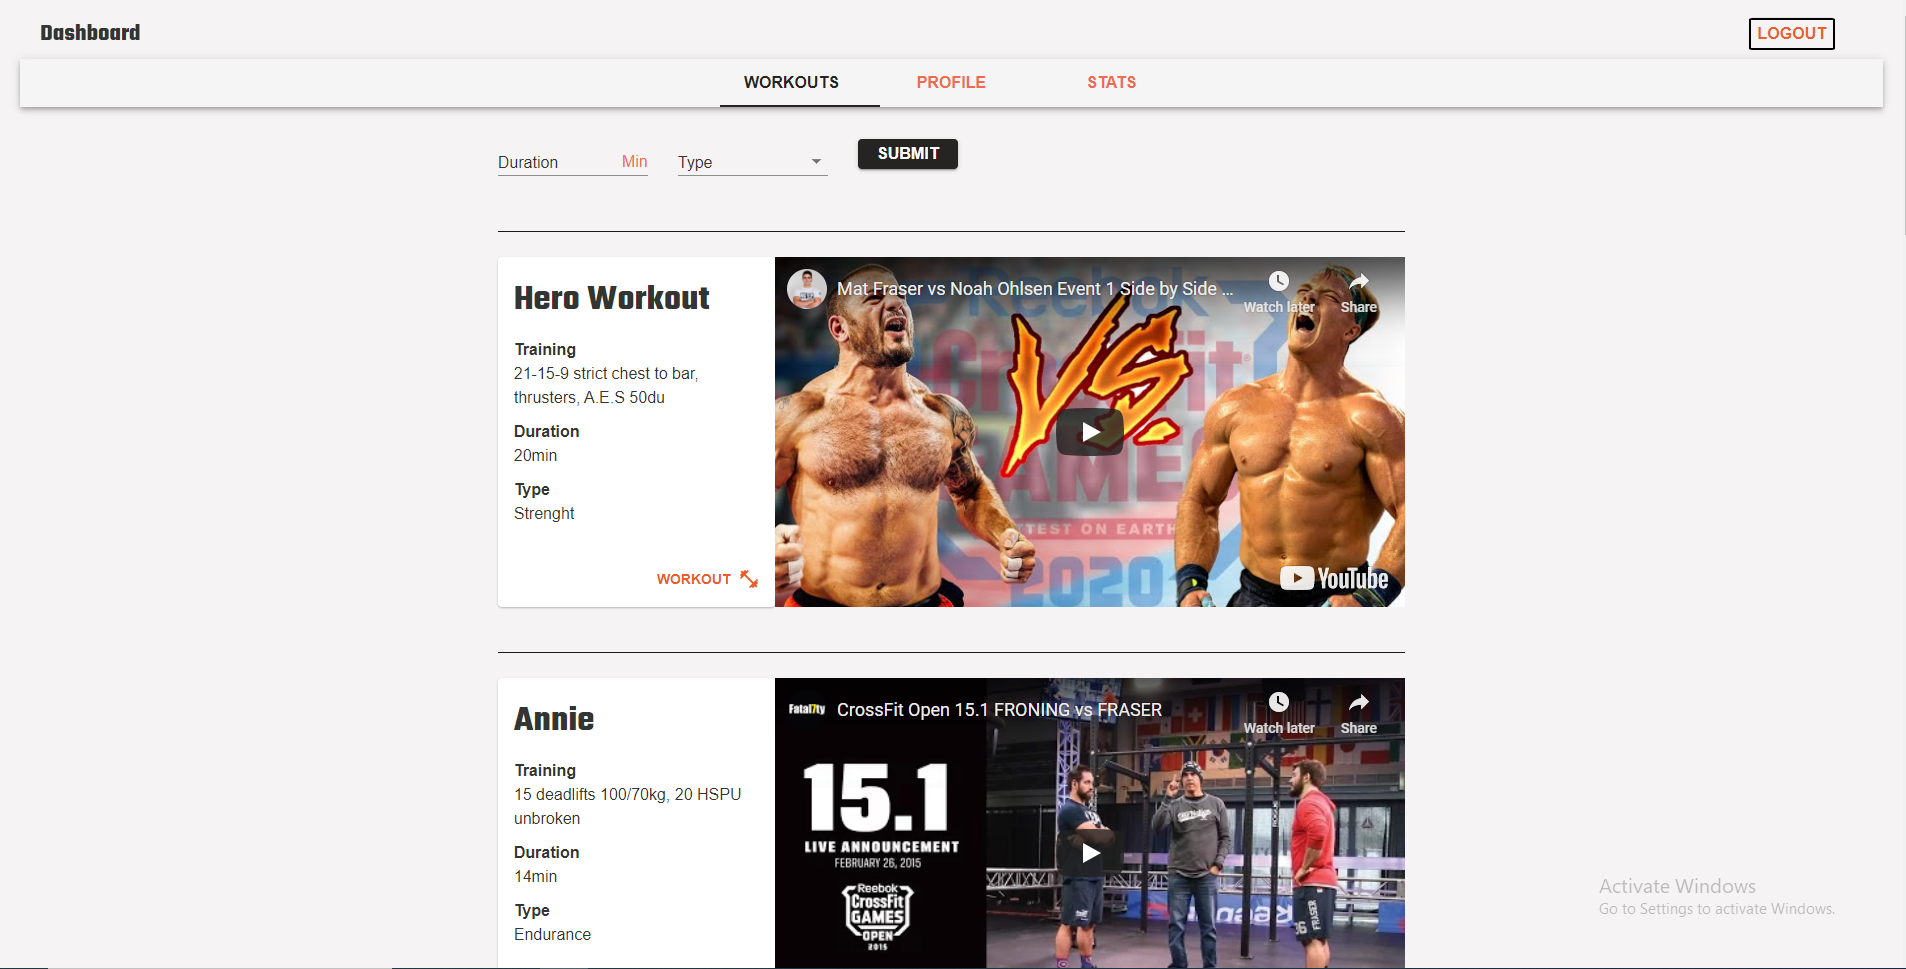 Dashboard
LOGOUT
WORKOUTS
PROFILE
STATS
Duration
Min
Type
SUBMIT
Hero Workout
Training
21-15-9 strict chest to bar,
thrusters, A.E.S 50du
Duration
20min
Type
Strenght
WORKOUT
Mat Fraser vs Noah Ohlsen Event 1 Side by Side ...
Watch later
Share
Reebok
CrossFit
VS.
GAMES
TEST ON EARTH
2020
YouTube
Annie
Training
15 deadlifts 100/70kg, 20 HSPU
unbroken
Duration
14min
Type
Endurance
Fatal7ty
CrossFit Open 15.1 FRONING vs FRASER
Watch later
Share
15.1
LIVE ANNOUNCEMENT
FEBRUARY 26, 2015
Reebok
CrossFit
GAMES
OPEN
2015
FRASER
Activate Windows
Go to Settings to activate Windows.